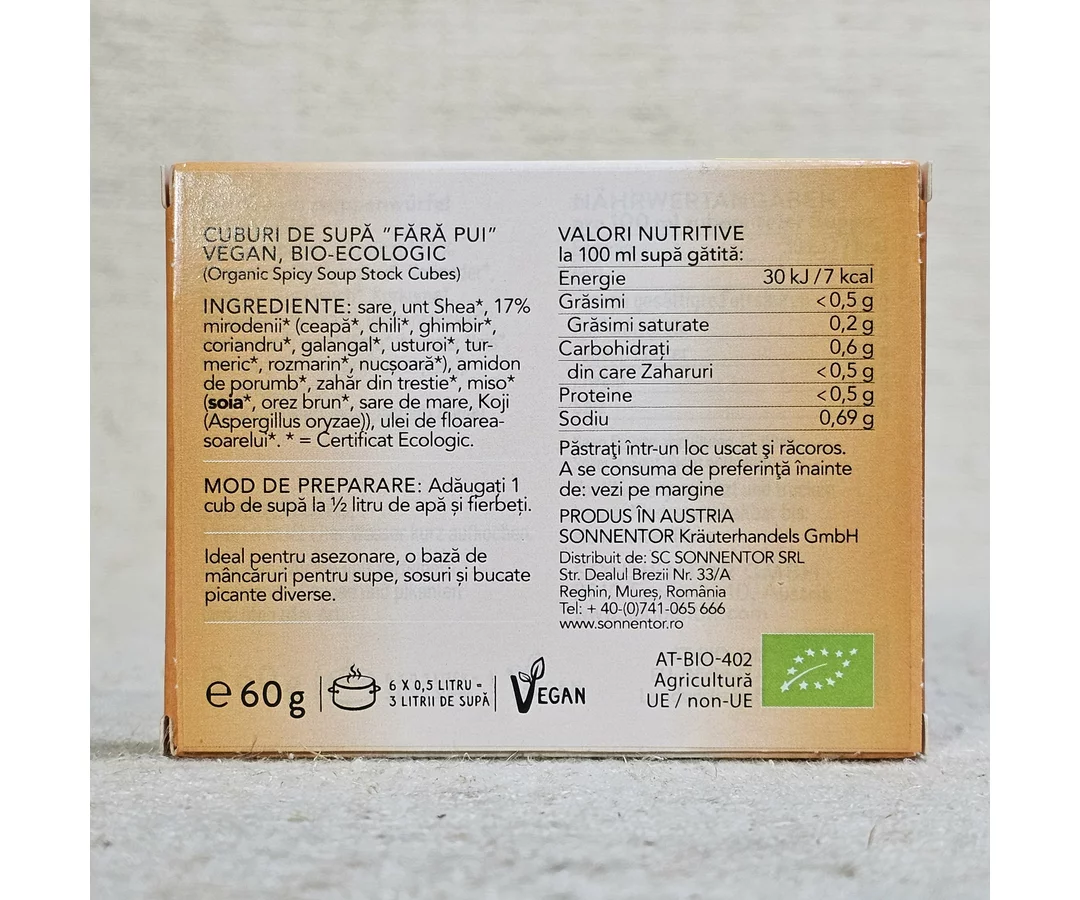 CUBURI DE SUPĂ "FĂRĂ PUI"
VEGAN, BIO-ECOLOGIC
(Organic Spicy Soup Stock Cubes)
INGREDIENTE: sare, unt Shea*, 17%
mirodenii* (ceapă*, chili*, ghimbir*,
coriandru*, galangal*, usturoi*, tur-
meric*, rozmarin*, nucșoară*), amidon
de porumb*, zahăr din trestie*, miso*
(soia*, orez brun*, sare de mare, Koji
(Aspergillus oryzae)), ulei de floarea-
soarelui*. * = Certificat Ecologic.
MOD DE PREPARARE: Adăugați 1
cub de supă la ½ litru de apă și fierbeți.
Ideal pentru asezonare, o bază de
mâncăruri pentru supe, sosuri și bucate
picante diverse.
e 60g
6 X 0,5 LITRU =
3 LITRII DE SUPĂ
VEGAN
VALORI NUTRITIVE
la 100 ml supă gătită:
Energie 30 kJ / 7 kcal
Grăsimi <0,5 g
Grăsimi saturate 0,2 g
Carbohidrați 0,6 g
din care Zaharuri <0,5 g
Proteine <0,5 g
Sodiu 0,69 g
Păstraţi într-un loc uscat şi răcoros.
A se consuma de preferinţă înainte
de: vezi pe margine
PRODUS ÎN AUSTRIA
SONNENTOR Kräuterhandels GmbH
Distribuit de: SC SONNENTOR SRL
Str. Dealul Brezii Nr. 33/A
Reghin, Mureș, România
Tel: + 40-(0)741-065 666
www.sonnentor.ro
AT-BIO-402
Agricultură
UE / non-UE